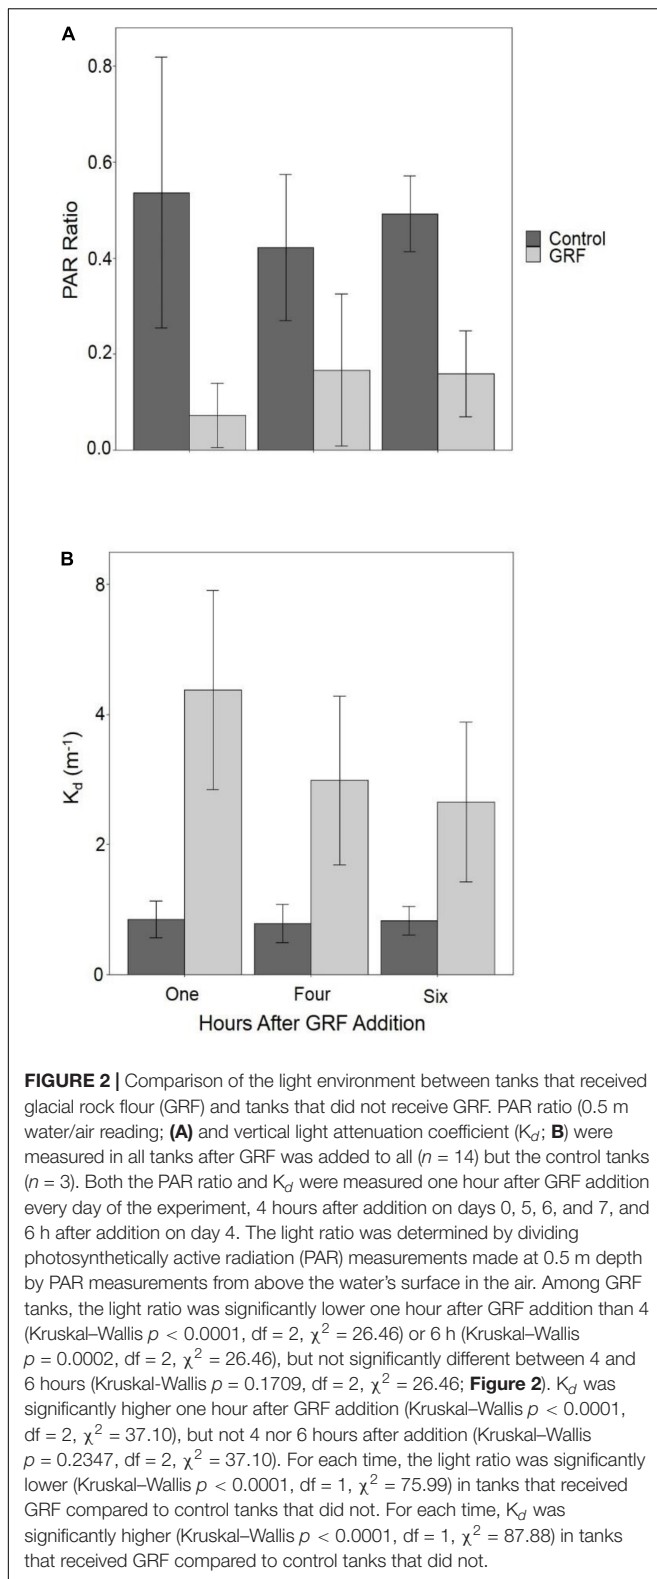 A
0.8
0.6
0.4
0.2
0.0
PAR Ratio
Control
GRF
B
8
4
2
0
K_d (m⁻¹)
One Four Six
Hours After GRF Addition
FIGURE 2 | Comparison of the light environment between tanks that received
glacial rock flour (GRF) and tanks that did not receive GRF. PAR ratio (0.5 m
water/air reading; (A) and vertical light attenuation coefficient (K_d; B) were
measured in all tanks after GRF was added to all (n = 14) but the control tanks
(n = 3). Both the PAR ratio and K_d were measured one hour after GRF addition
every day of the experiment, 4 hours after addition on days 0, 5, 6, and 7, and
6 h after addition on day 4. The light ratio was determined by dividing
photosynthetically active radiation (PAR) measurements made at 0.5 m depth
by PAR measurements from above the water's surface in the air. Among GRF
tanks, the light ratio was significantly lower one hour after GRF addition than 4
(Kruskal–Wallis p < 0.0001, df = 2, χ² = 26.46) or 6 h (Kruskal–Wallis
p = 0.0002, df = 2, χ² = 26.46), but not significantly different between 4 and
6 hours (Kruskal-Wallis p = 0.1709, df = 2, χ² = 26.46; Figure 2). K_d was
significantly higher one hour after GRF addition (Kruskal–Wallis p < 0.0001,
df = 2, χ² = 37.10), but not 4 nor 6 hours after addition (Kruskal–Wallis
p = 0.2347, df = 2, χ² = 37.10). For each time, the light ratio was significantly
lower (Kruskal–Wallis p < 0.0001, df = 1, χ² = 75.99) in tanks that received
GRF compared to control tanks that did not. For each time, K_d was
significantly higher (Kruskal–Wallis p < 0.0001, df = 1, χ² = 87.88) in tanks
that received GRF compared to control tanks that did not.